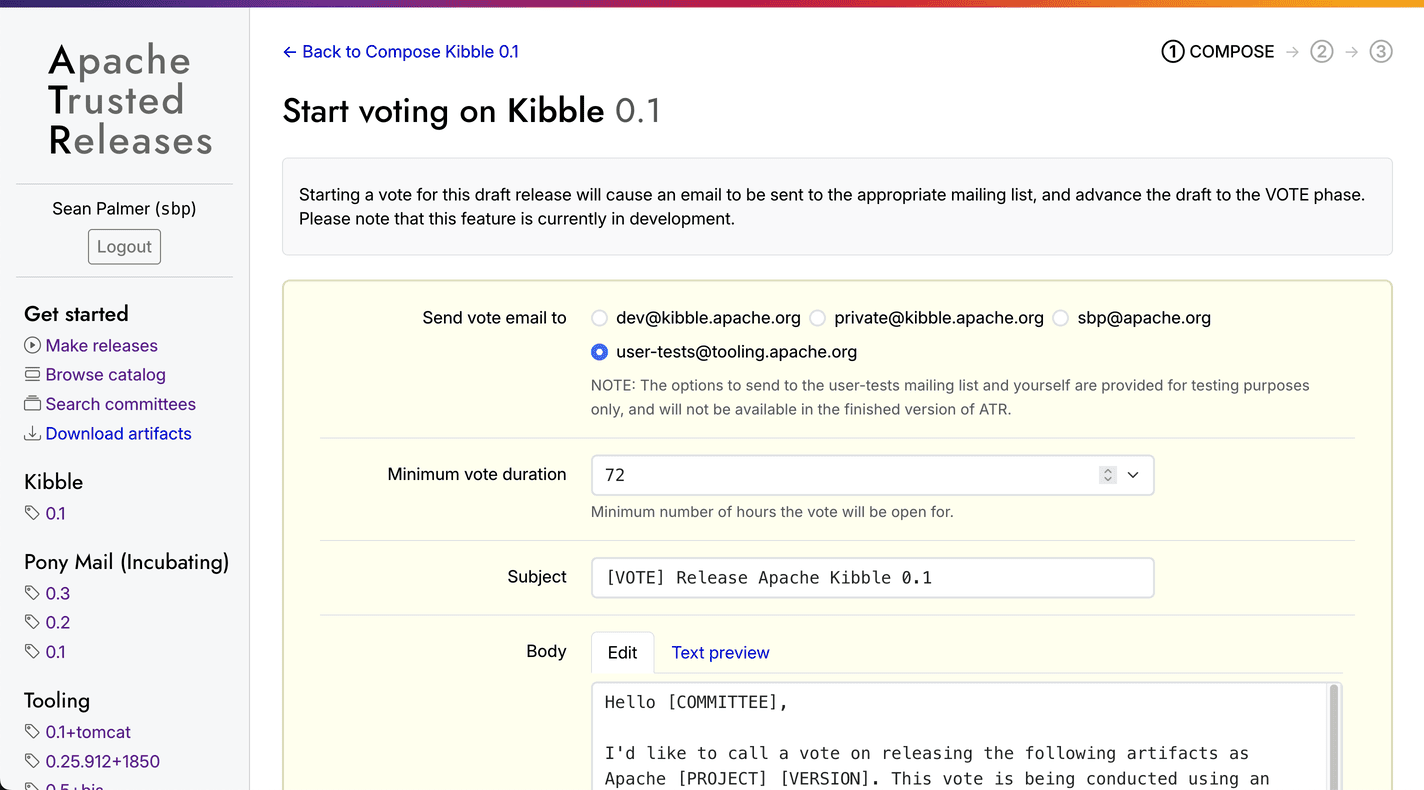 Apache
Trusted
Releases
Sean Palmer (sbp)
Logout
Get started
Make releases
Browse catalog
Search committees
Download artifacts
Kibble
0.1
Pony Mail (Incubating)
0.3
0.2
0.1
Tooling
0.1+tomcat
0.25.912+1850
← Back to Compose Kibble 0.1
1 COMPOSE → 2 → 3
Start voting on Kibble 0.1
Starting a vote for this draft release will cause an email to be sent to the appropriate mailing list, and advance the draft to the VOTE phase.
Please note that this feature is currently in development.
Send vote email to
dev@kibble.apache.org private@kibble.apache.org sbp@apache.org
user-tests@tooling.apache.org
NOTE: The options to send to the user-tests mailing list and yourself are provided for testing purposes
only, and will not be available in the finished version of ATR.
Minimum vote duration
72
Minimum number of hours the vote will be open for.
Subject
[VOTE] Release Apache Kibble 0.1
Body
Edit Text preview
Hello [COMMITTEE],
I'd like to call a vote on releasing the following artifacts as
Apache [PROJECT] [VERSION]. This vote is being conducted using an